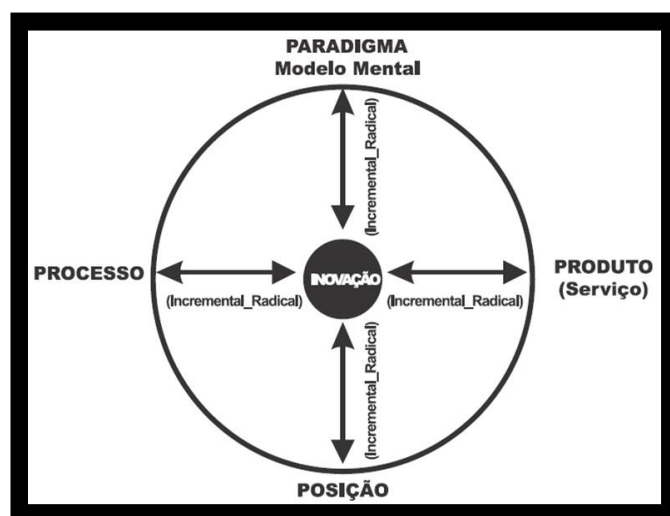 PARADIGMA
Modelo Mental
(Incremental_Radical)
PROCESSO
INOVAÇÃO
PRODUTO
(Serviço)
(Incremental_Radical)
(Incremental_Radical)
(Incremental_Radical)
POSIÇÃO